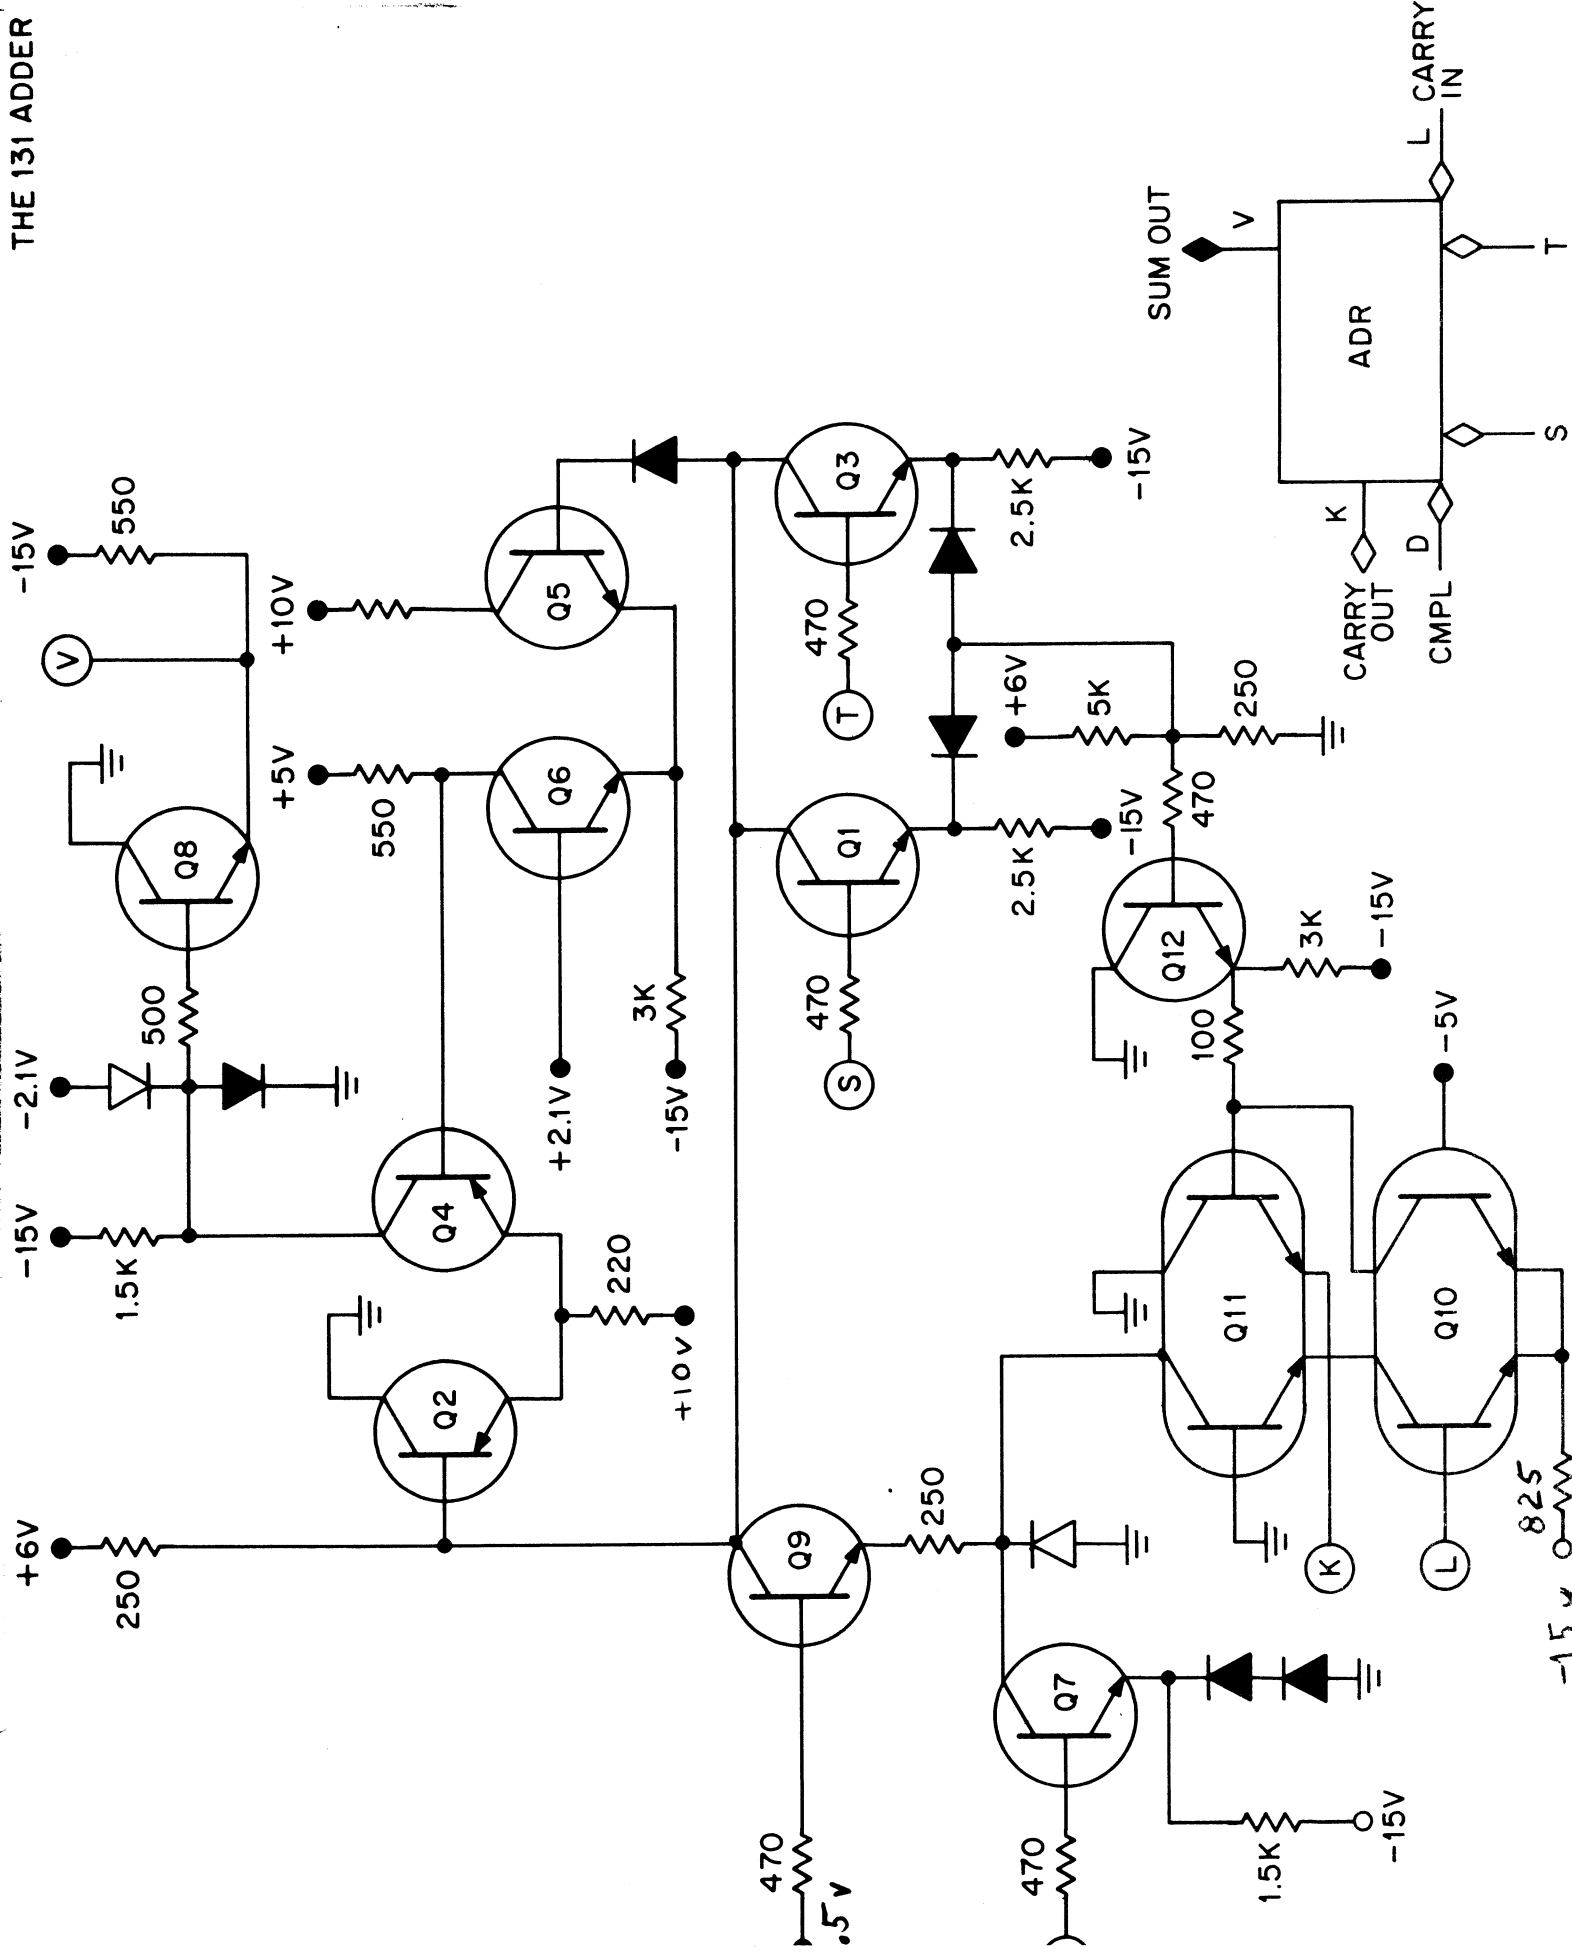 THE 131 ADDER
-15V
550
V
-2.1V
-15V
+6V
+10V
+5V
Q8
500
1.5K
250
550
Q5
Q6
Q4
220
Q2
+10V
+2.1V
3K
-15V
Q3
470
T
2.5K
-15V
Q1
470
S
2.5K
-15V
+6V
5K
250
470
Q12
3K
-15V
100
Q9
250
470
.5V
Q11
Q10
-5V
K
L
825
Q7
470
1.5K
-15V
SUM OUT
V
ADR
L
CARRY
IN
T
S
K
D
CARRY
OUT
CMPL